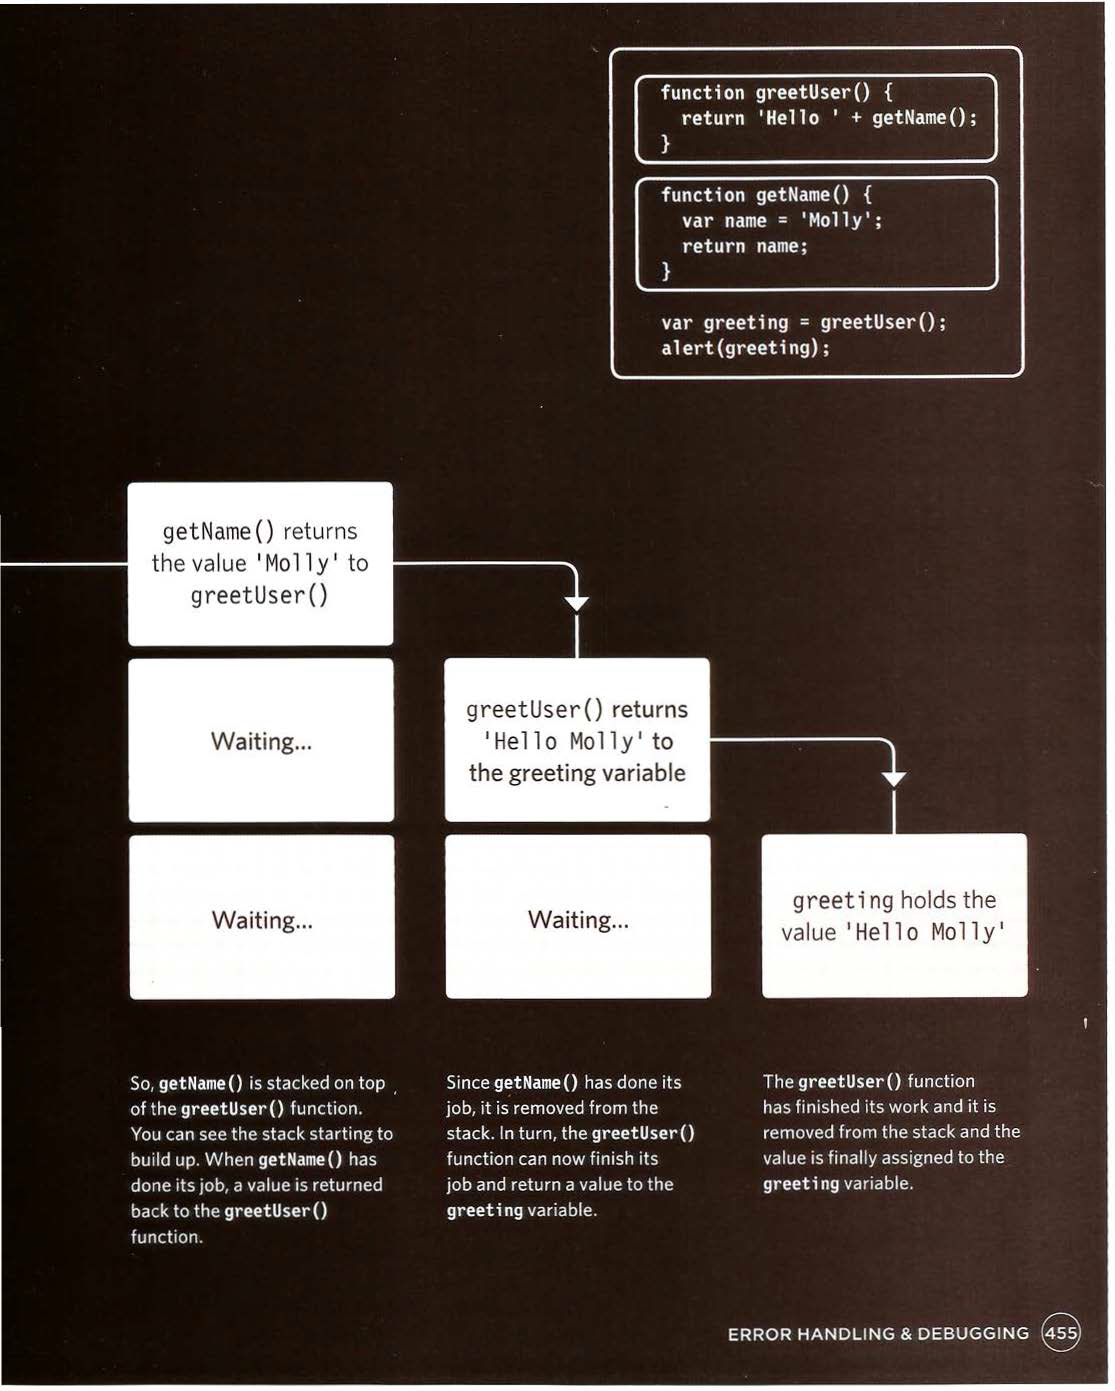 function greetUser() {
return 'Hello ' + getName();
}
function getName() {
var name = 'Molly';
return name;
}
var greeting = greetUser();
alert(greeting);
getName() returns
the value 'Molly' to
greetUser()
Waiting...
Waiting...
greetUser() returns
'Hello Molly' to
the greeting variable
Waiting...
greeting holds the
value 'Hello Molly'
So, getName() is stacked on top
of the greetUser() function.
You can see the stack starting to
build up. When getName() has
done its job, a value is returned
back to the greetUser()
function.
Since getName() has done its
job, it is removed from the
stack. In turn, the greetUser()
function can now finish its
job and return a value to the
greeting variable.
The greetUser() function
has finished its work and it is
removed from the stack and the
value is finally assigned to the
greeting variable.
ERROR HANDLING & DEBUGGING 455